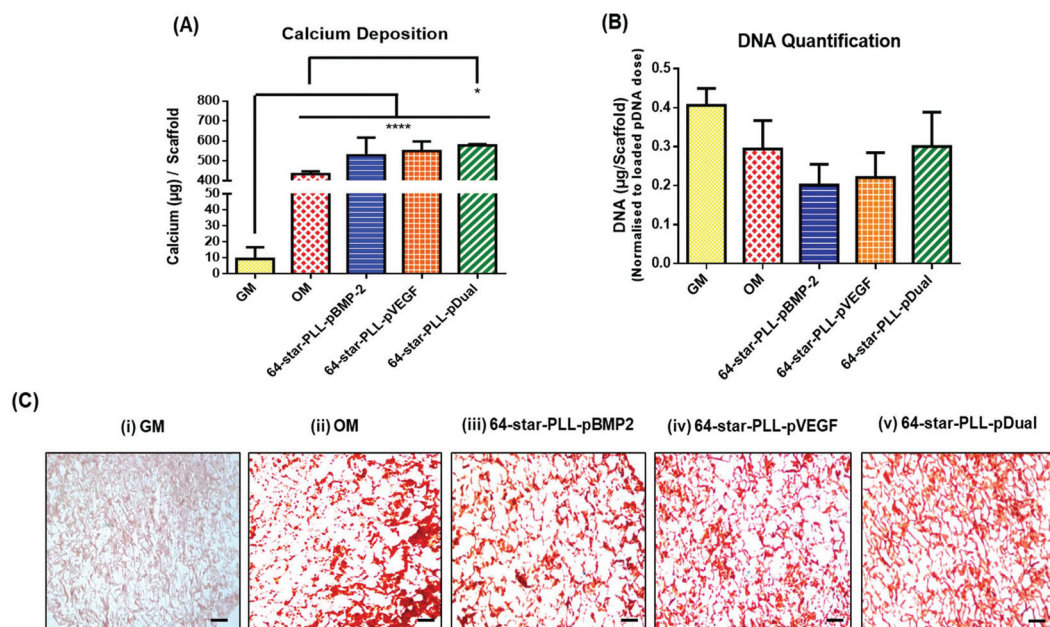 (A)
Calcium Deposition
*
****
Calcium (µg) / Scaffold
800
700
600
500
400
50
40
30
20
10
0
GM
OM
64-star-PLL-pBMP-2
64-star-PLL-pVEGF
64-star-PLL-pDual
(B)
DNA Quantification
DNA (µg/Scaffold)
(Normalised to loaded pDNA dose)
0.5
0.4
0.3
0.2
0.1
0.0
GM
OM
64-star-PLL-pBMP-2
64-star-PLL-pVEGF
64-star-PLL-pDual
(C)
(i) GM
(ii) OM
(iii) 64-star-PLL-pBMP2
(iv) 64-star-PLL-pVEGF
(v) 64-star-PLL-pDual